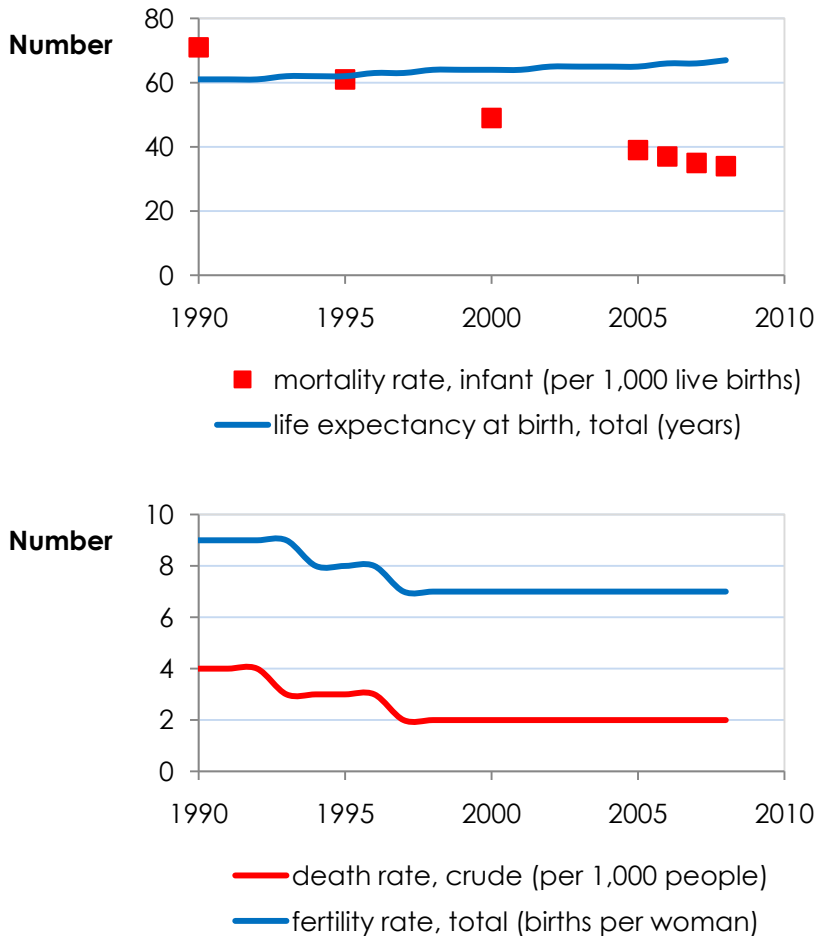 80
Number
60
40
20
0
1990 1995 2000 2005 2010
mortality rate, infant (per 1,000 live births)
life expectancy at birth, total (years)
10
Number
8
6
4
2
0
1990 1995 2000 2005 2010
death rate, crude (per 1,000 people)
fertility rate, total (births per woman)